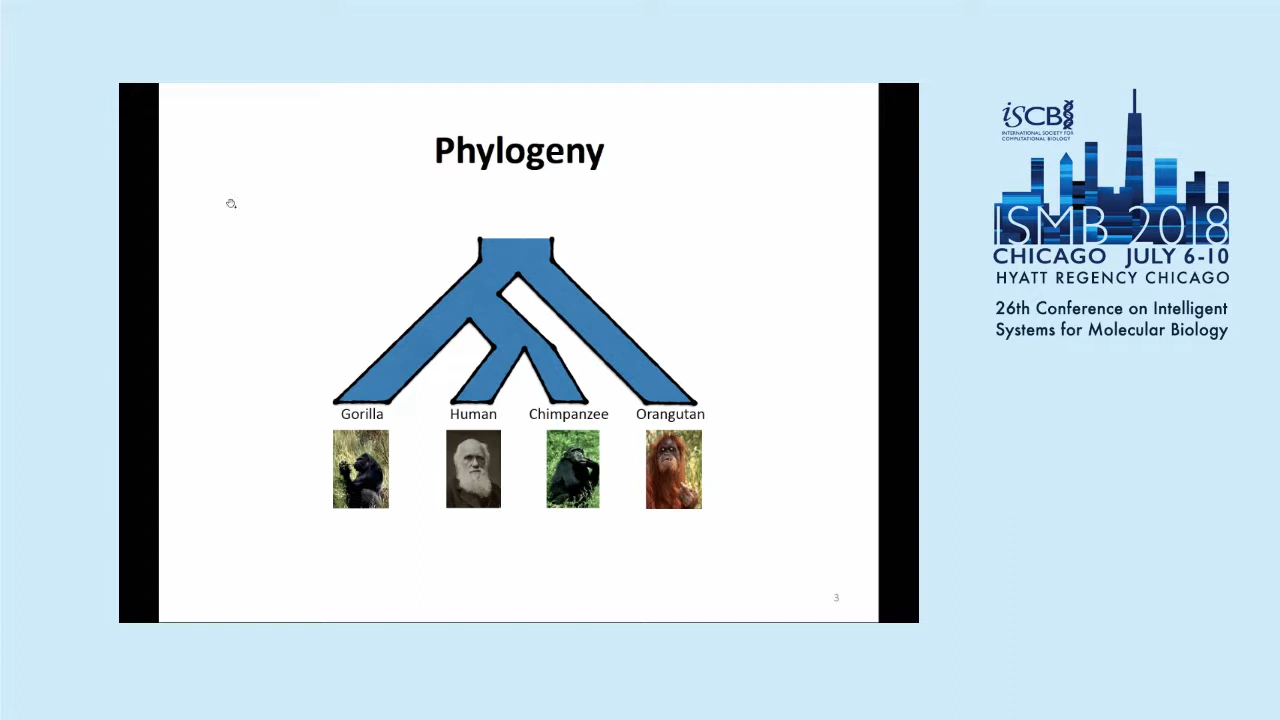 Phylogeny
Gorilla
Human
Chimpanzee
Orangutan
3
iSCB
INTERNATIONAL SOCIETY FOR
COMPUTATIONAL BIOLOGY
ISMB 2018
CHICAGO JULY 6-10
HYATT REGENCY CHICAGO
26th Conference on Intelligent
Systems for Molecular Biology